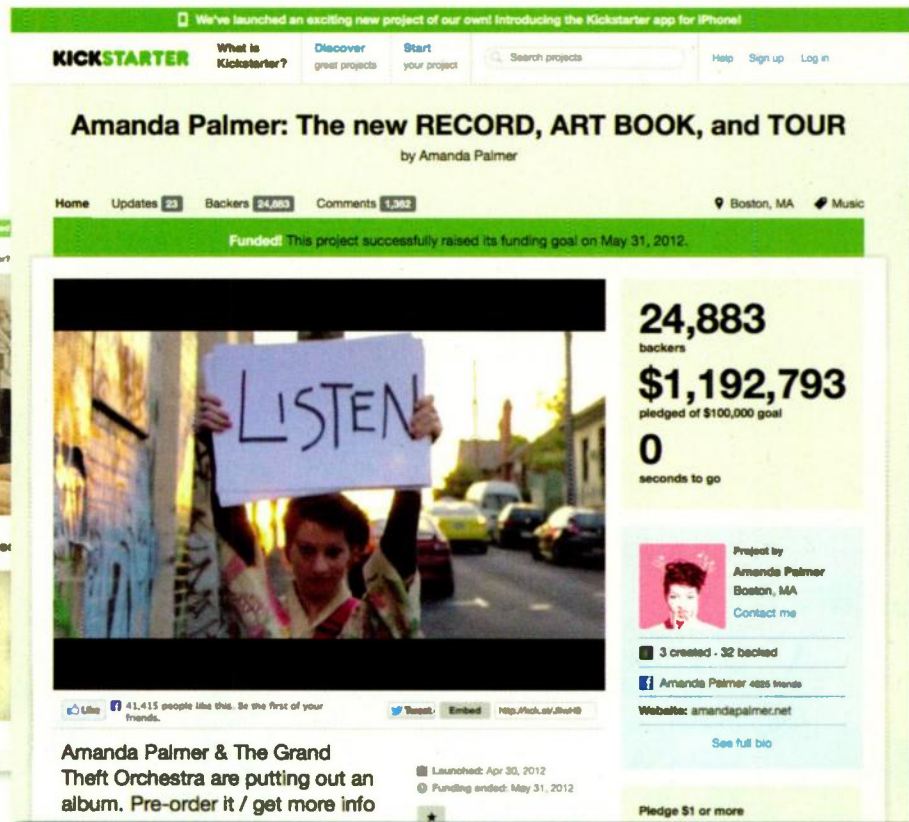 We've launched an exciting new project of our own! Introducing the Kickstarter app for iPhone!
KICKSTARTER
What is
Kickstarter?
Discover
great projects
Start
your project
Search projects
Help Sign up Log in
Amanda Palmer: The new RECORD, ART BOOK, and TOUR
by Amanda Palmer
Home Updates 23 Backers 24,883 Comments 1,362
Boston, MA Music
Funded! This project successfully raised its funding goal on May 31, 2012.
LISTEN
24,883
backers
$1,192,793
pledged of $100,000 goal
0
seconds to go
Project by
Amanda Palmer
Boston, MA
Contact me
3 created · 32 backed
Amanda Palmer 4825 friends
Website: amandapalmer.net
See full bio
Like 41,415 people like this. Be the first of your
friends.
Tweet Embed
Amanda Palmer & The Grand
Theft Orchestra are putting out an
album. Pre-order it / get more info
Launched: Apr 30, 2012
Funding ended: May 31, 2012
Pledge $1 or more